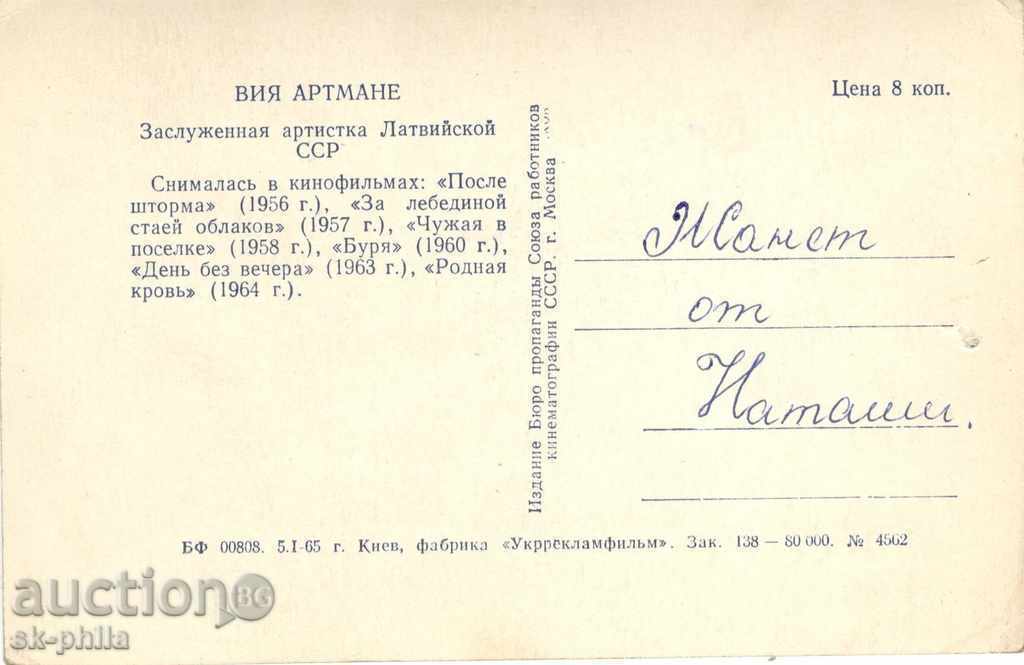 ВИЯ АРТМАНЕ
Заслуженная артистка Латвийской
ССР
Снималась в кинофильмах: «После
шторма» (1956 г.), «За лебединой
стаей облаков» (1957 г.), «Чужая в
поселке» (1958 г.), «Буря» (1960 г.),
«День без вечера» (1963 г.), «Родная
кровь» (1964 г.).
Издание Бюро пропаганды Союза работников
кинематографии СССР. г. Москва
Цена 8 коп.
Жанет
от
Наташи.
БФ 00808. 5.I-65 г. Киев, фабрика «Укррекламфильм». Зак. 138 — 80 000. № 4562
auction BG
sk-philla